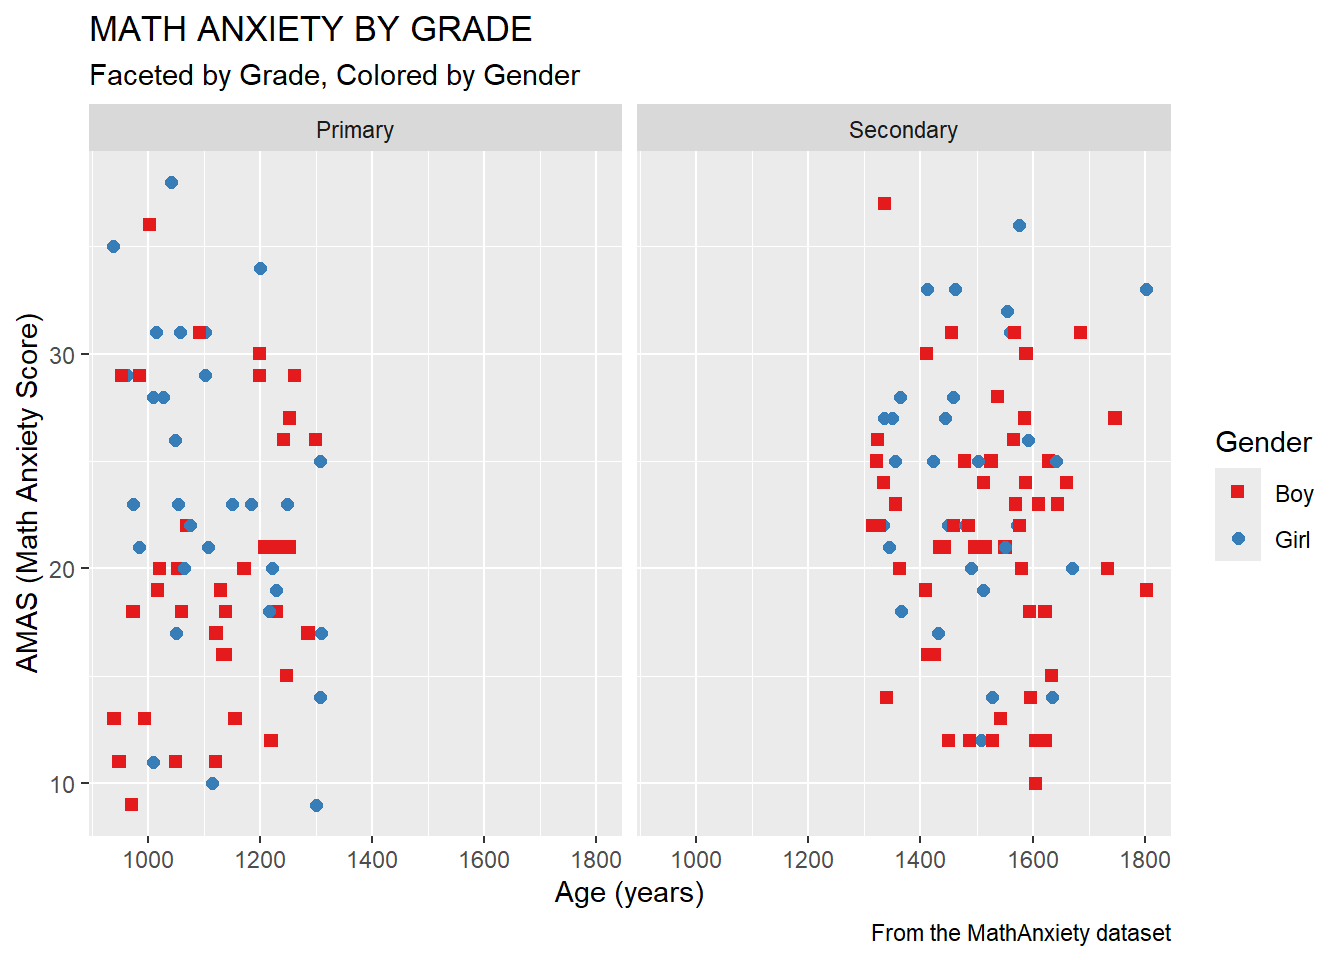 MATH ANXIETY BY GRADE
Faceted by Grade, Colored by Gender
Primary
Secondary
AMAS (Math Anxiety Score)
30
20
10
1000 1200 1400 1600 1800
1000 1200 1400 1600 1800
Age (years)
Gender
Boy
Girl
From the MathAnxiety dataset